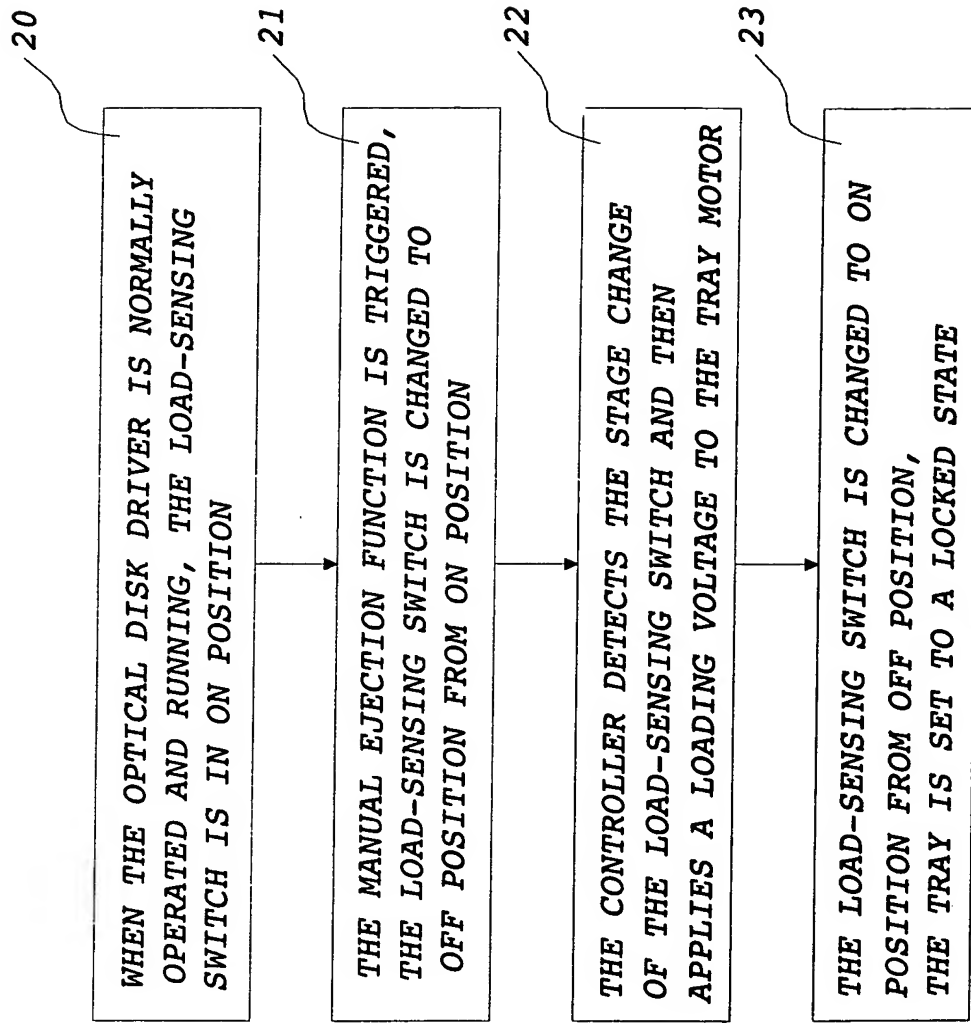 20
WHEN THE OPTICAL DISK DRIVER IS NORMALLY
OPERATED AND RUNNING, THE LOAD-SENSING
SWITCH IS IN ON POSITION
21
THE MANUAL EJECTION FUNCTION IS TRIGGERED,
THE LOAD-SENSING SWITCH IS CHANGED TO
OFF POSITION FROM ON POSITION
22
THE CONTROLLER DETECTS THE STAGE CHANGE
OF THE LOAD-SENSING SWITCH AND THEN
APPLIES A LOADING VOLTAGE TO THE TRAY MOTOR
23
THE LOAD-SENSING SWITCH IS CHANGED TO ON
POSITION FROM OFF POSITION,
THE TRAY IS SET TO A LOCKED STATE